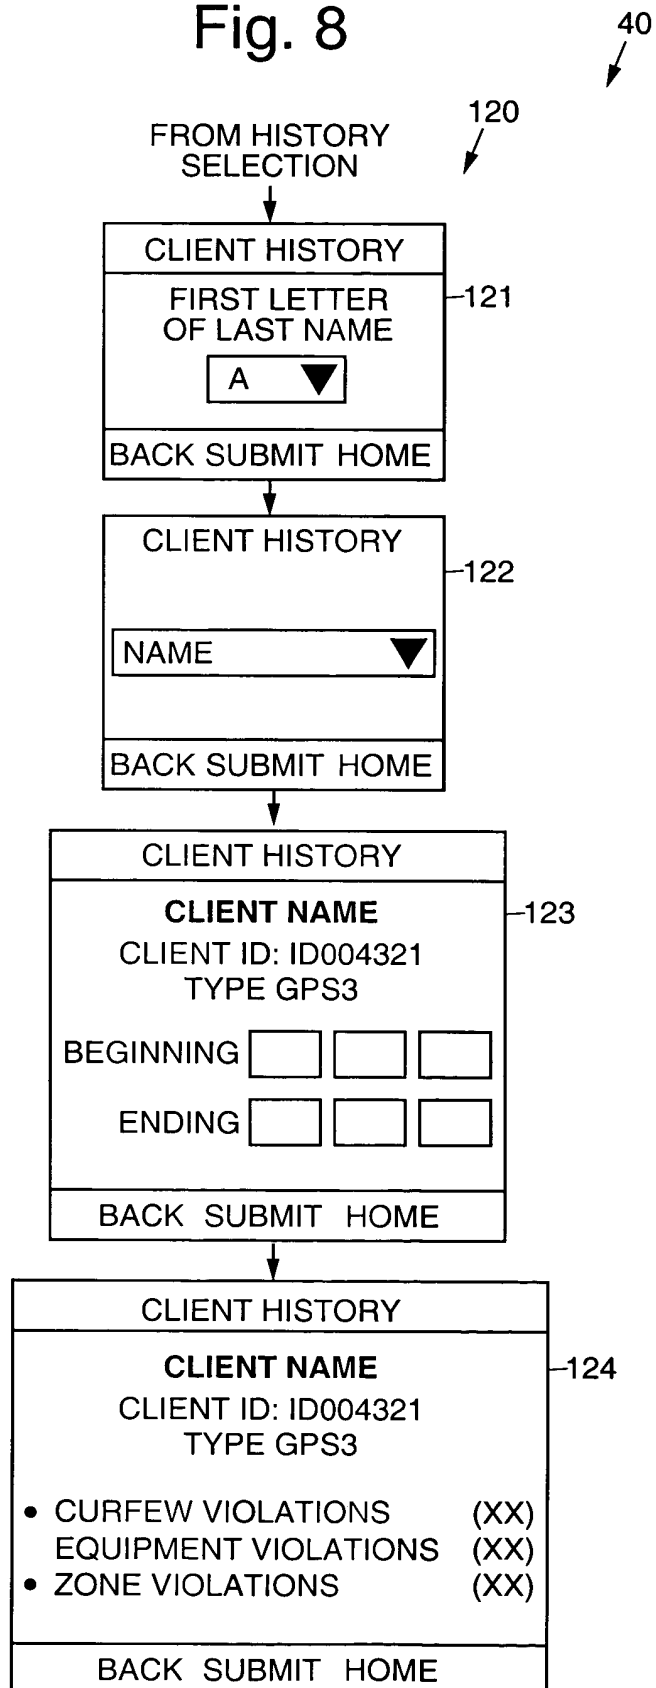 Fig. 8
40
120
FROM HISTORY
SELECTION
CLIENT HISTORY
FIRST LETTER
OF LAST NAME
121
A
BACK SUBMIT HOME
CLIENT HISTORY
122
NAME
BACK SUBMIT HOME
CLIENT HISTORY
CLIENT NAME
123
CLIENT ID: ID004321
TYPE GPS3
BEGINNING
ENDING
BACK SUBMIT HOME
CLIENT HISTORY
CLIENT NAME
124
CLIENT ID: ID004321
TYPE GPS3
• CURFEW VIOLATIONS (XX)
EQUIPMENT VIOLATIONS (XX)
• ZONE VIOLATIONS (XX)
BACK SUBMIT HOME